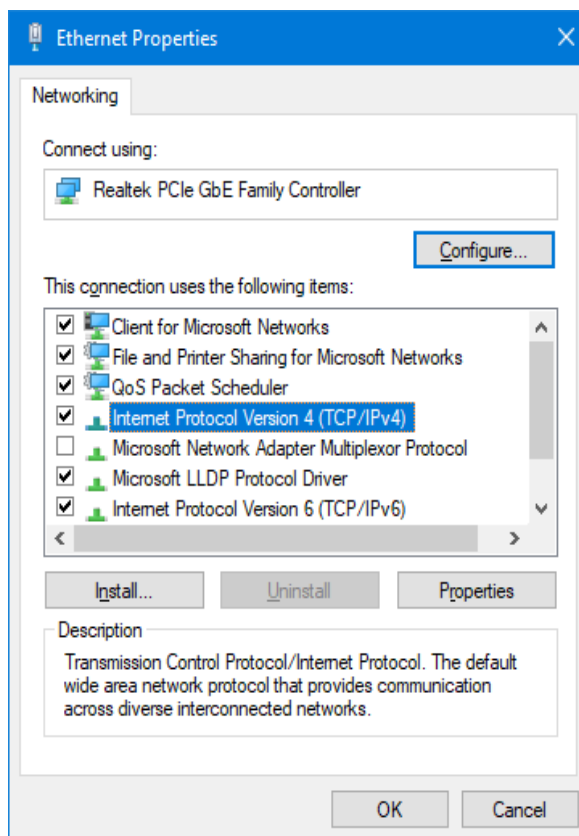 Ethernet Properties
Networking
Connect using:
Realtek PCIe GbE Family Controller
Configure...
This connection uses the following items:
Client for Microsoft Networks
File and Printer Sharing for Microsoft Networks
QoS Packet Scheduler
Internet Protocol Version 4 (TCP/IPv4)
Microsoft Network Adapter Multiplexor Protocol
Microsoft LLDP Protocol Driver
Internet Protocol Version 6 (TCP/IPv6)
Install... Uninstall Properties
Description
Transmission Control Protocol/Internet Protocol. The default
wide area network protocol that provides communication
across diverse interconnected networks.
OK Cancel